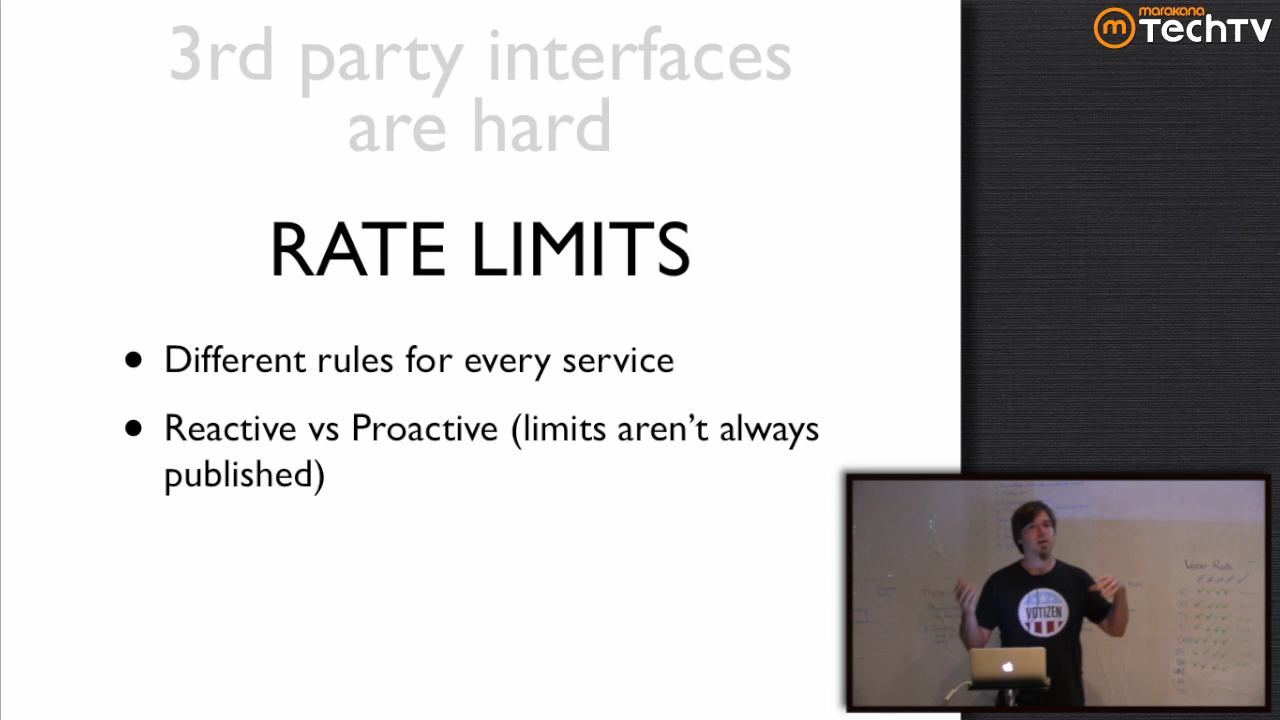 marakana
TechTV
3rd party interfaces
are hard
RATE LIMITS
• Different rules for every service
• Reactive vs Proactive (limits aren't always
published)
VOTIZEN